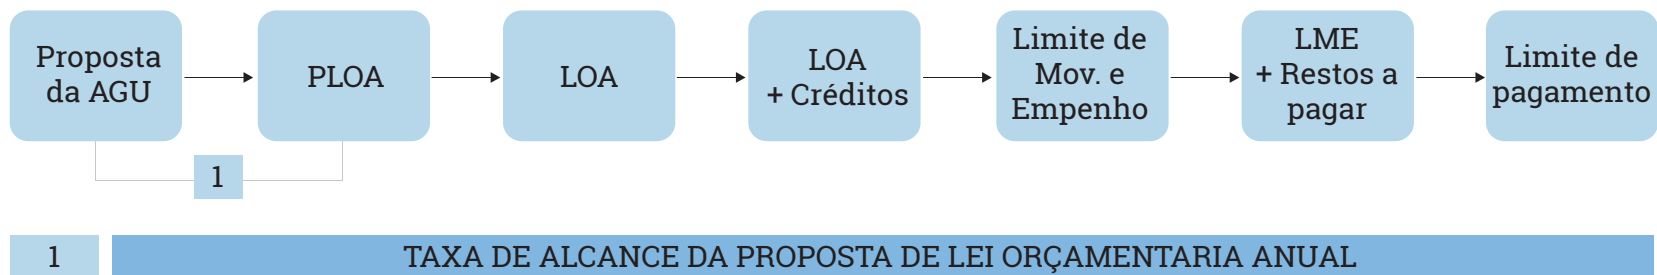 Proposta
da AGU
PLOA
LOA
LOA
+ Créditos
Limite de
Mov. e
Empenho
LME
+ Restos a
pagar
Limite de
pagamento
1
1
TAXA DE ALCANCE DA PROPOSTA DE LEI ORÇAMENTARIA ANUAL